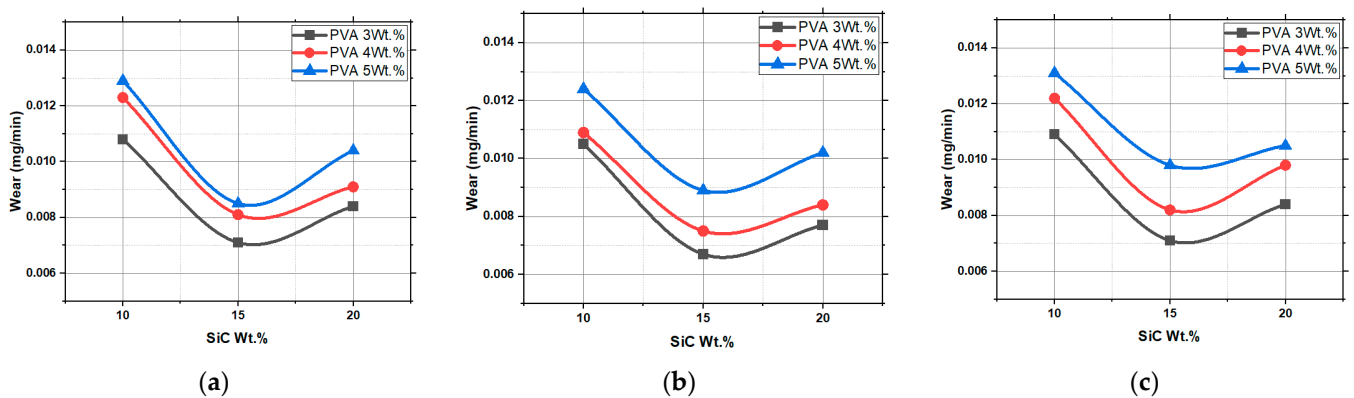 PVA 3Wt.%
PVA 4Wt.%
PVA 5Wt.%
0.014
0.012
0.010
0.008
0.006
Wear (mg/min)
10 15 20
SiC Wt.%
(a)
PVA 3Wt.%
PVA 4Wt.%
PVA 5Wt.%
0.014
0.012
0.010
0.008
0.006
Wear (mg/min)
10 15 20
SiC Wt.%
(b)
PVA 3Wt.%
PVA 4Wt.%
PVA 5Wt.%
0.014
0.012
0.010
0.008
0.006
Wear (mg/min)
10 15 20
SiC Wt.%
(c)